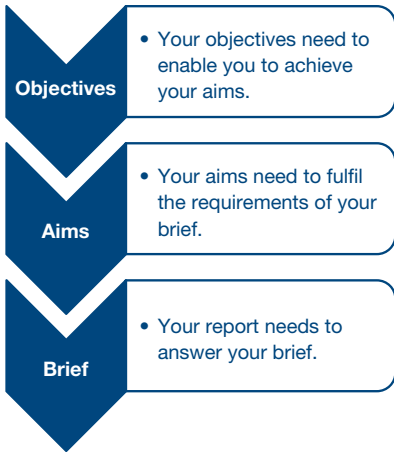 Objectives
• Your objectives need to
enable you to achieve
your aims.
Aims
• Your aims need to fulfil
the requirements of your
brief.
Brief
• Your report needs to
answer your brief.